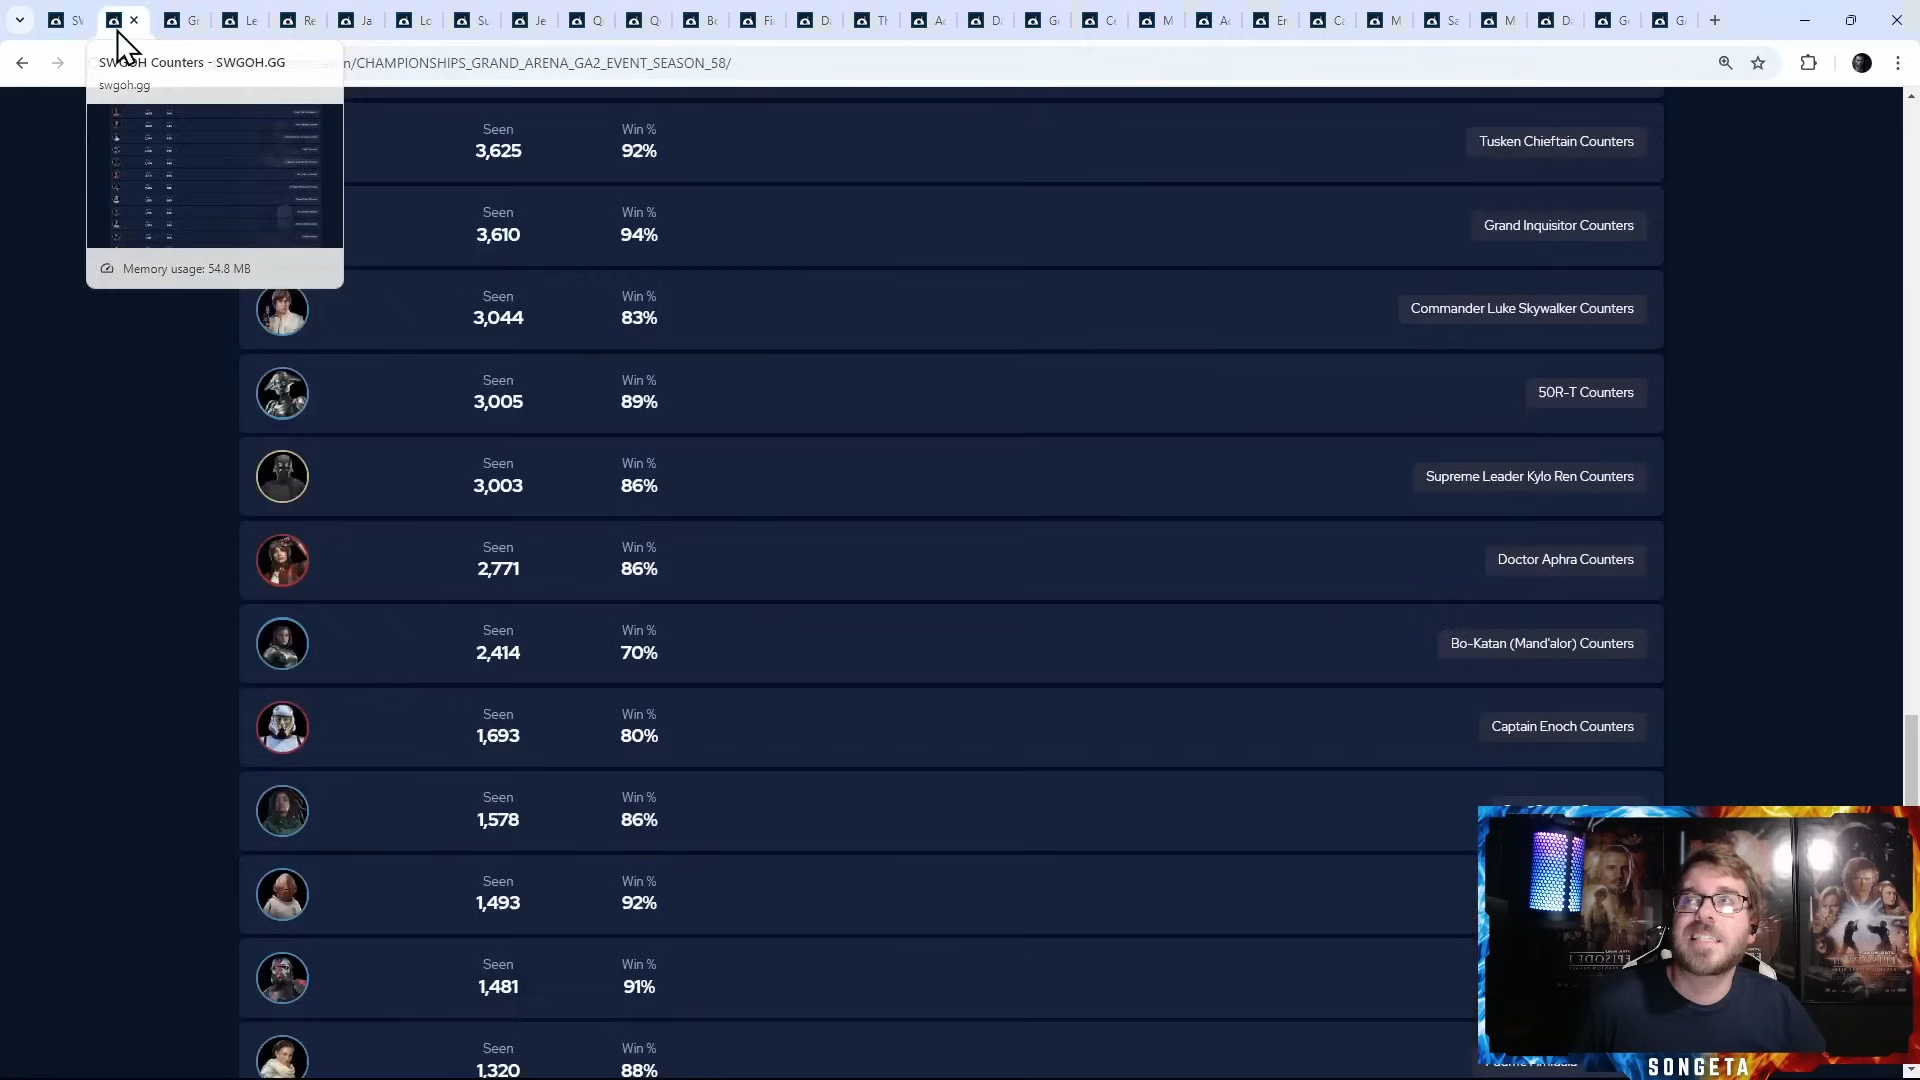 SWGOH Counters - SWGOH.GG
swgoh.gg
Memory usage: 54.8 MB
/CHAMPIONSHIPS_GRAND_ARENA_GA2_EVENT_SEASON_58/
Seen Win %
3,625 92% Tusken Chieftain Counters
Seen Win %
3,610 94% Grand Inquisitor Counters
Seen Win %
3,044 83% Commander Luke Skywalker Counters
Seen Win %
3,005 89% 50R-T Counters
Seen Win %
3,003 86% Supreme Leader Kylo Ren Counters
Seen Win %
2,771 86% Doctor Aphra Counters
Seen Win %
2,414 70% Bo-Katan (Mand'alor) Counters
Seen Win %
1,693 80% Captain Enoch Counters
Seen Win %
1,578 86%
Seen Win %
1,493 92%
Seen Win %
1,481 91%
Seen Win %
1,320 88%
EPISODE I
SONGETA